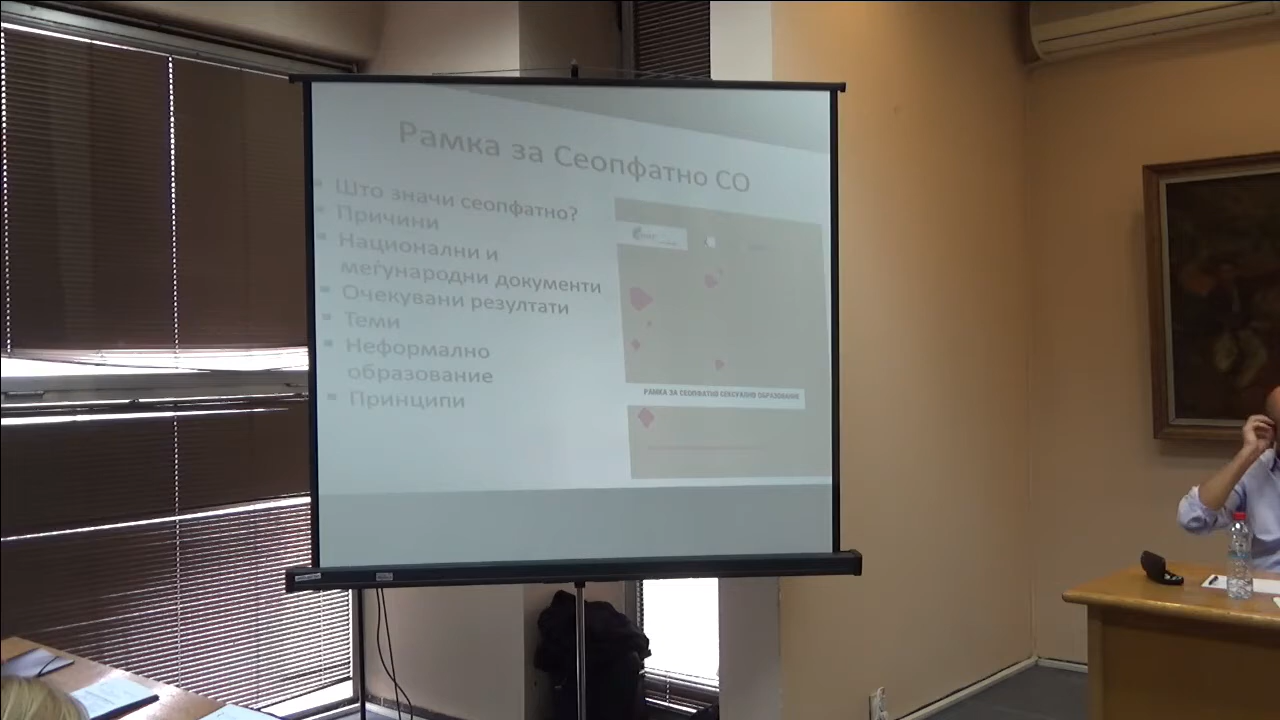 Рамка за Сеопфатно СО
Што значи сеопфатно?
Причини
Национални и
меѓународни документи
Очекувани резултати
Теми
Неформално
образование
Принципи
РАМКА ЗА СЕОПФАТНО СЕКСУАЛНО ОБРАЗОВАНИЕ